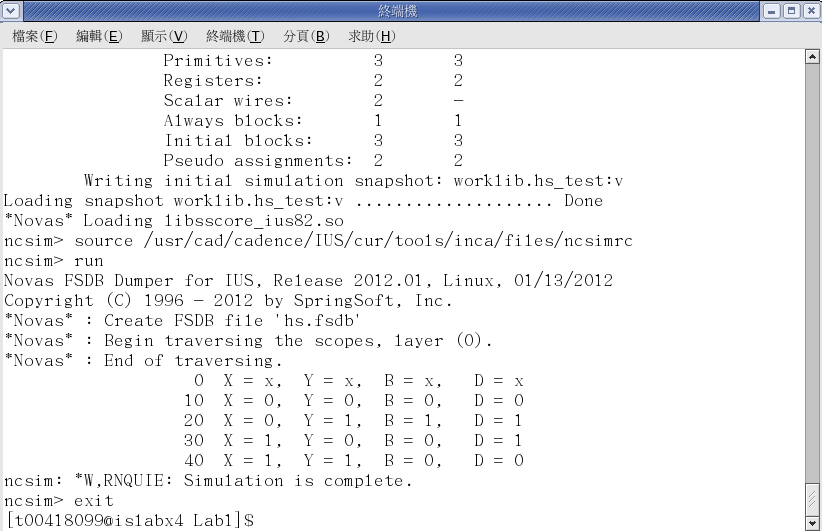 終端機
檔案(F) 編輯(E) 顯示(V) 終端機(T) 分頁(B) 求助(H)
Primitives: 3 3
Registers: 2 2
Scalar wires: 2 -
Always blocks: 1 1
Initial blocks: 3 3
Pseudo assignments: 2 2
Writing initial simulation snapshot: worklib.hs_test:v
Loading snapshot worklib.hs_test:v .................... Done
*Novas* Loading libsscore_ius82.so
ncsim> source /usr/cad/cadence/IUS/cur/tools/inca/files/ncsimrc
ncsim> run
Novas FSDB Dumper for IUS, Release 2012.01, Linux, 01/13/2012
Copyright (C) 1996 - 2012 by SpringSoft, Inc.
*Novas* : Create FSDB file 'hs.fsdb'
*Novas* : Begin traversing the scopes, layer (0).
*Novas* : End of traversing.
0 X = x, Y = x, B = x, D = x
10 X = 0, Y = 0, B = 0, D = 0
20 X = 0, Y = 1, B = 1, D = 1
30 X = 1, Y = 0, B = 0, D = 1
40 X = 1, Y = 1, B = 0, D = 0
ncsim: *W,RNQUIE: Simulation is complete.
ncsim> exit
[t00418099@islabx4 Lab1]$